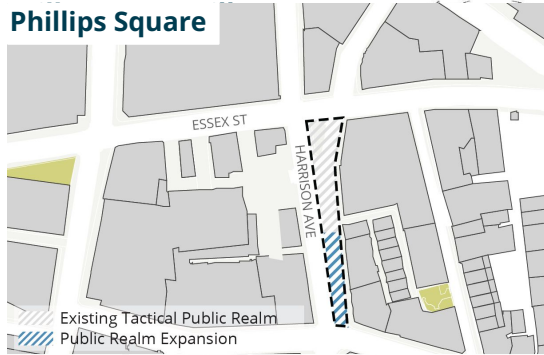 Phillips Square
ESSEX ST
HARRISON AVE
Existing Tactical Public Realm
Public Realm Expansion